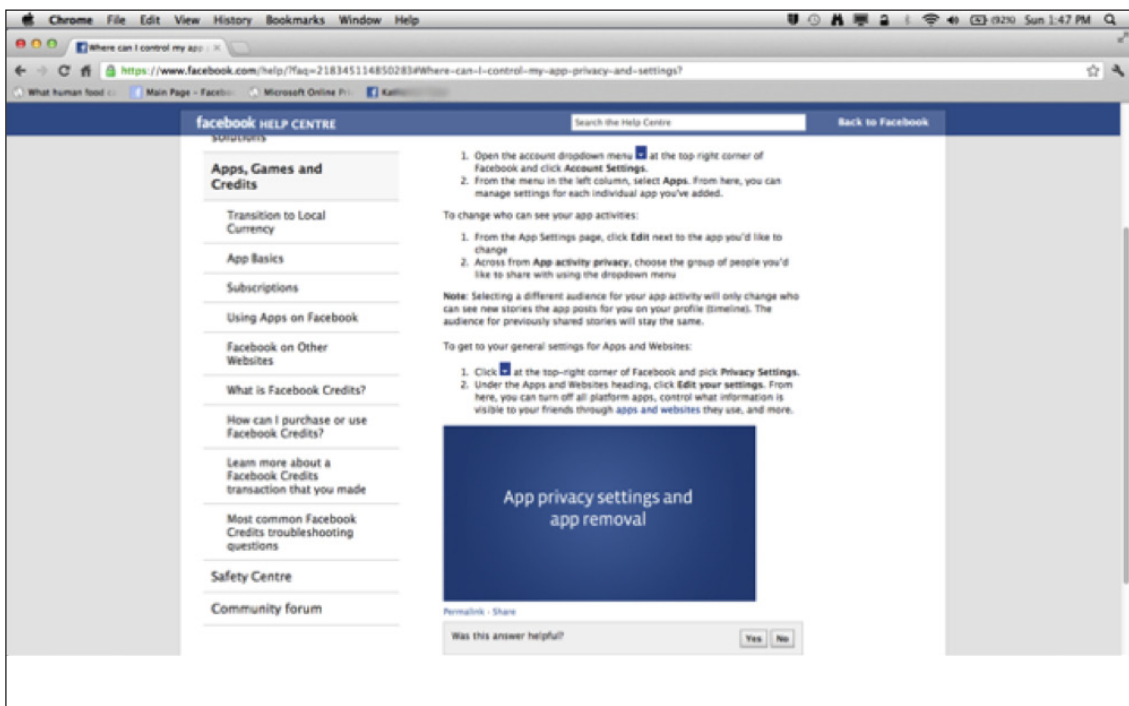 Chrome File Edit View History Bookmarks Window Help
(92%) Sun 1:47 PM
Where can I control my app
https://www.facebook.com/help/?faq=218345114850283#Where-can-I-control-my-app-privacy-and-settings?
What human food
Main Page - Facebo
Microsoft Online Pri
facebook HELP CENTRE
Search the Help Centre
Back to Facebook
solutions
Apps, Games and
Credits
Transition to Local
Currency
App Basics
Subscriptions
Using Apps on Facebook
Facebook on Other
Websites
What is Facebook Credits?
How can I purchase or use
Facebook Credits?
Learn more about a
Facebook Credits
transaction that you made
Most common Facebook
Credits troubleshooting
questions
Safety Centre
Community forum
1. Open the account dropdown menu at the top right corner of
Facebook and click Account Settings.
2. From the menu in the left column, select Apps. From here, you can
manage settings for each individual app you've added.
To change who can see your app activities:
1. From the App Settings page, click Edit next to the app you'd like to
change
2. Across from App activity privacy, choose the group of people you'd
like to share with using the dropdown menu
Note: Selecting a different audience for your app activity will only change who
can see new stories the app posts for you on your profile (timeline). The
audience for previously shared stories will stay the same.
To get to your general settings for Apps and Websites:
1. Click at the top-right corner of Facebook and pick Privacy Settings.
2. Under the Apps and Websites heading, click Edit your settings. From
here, you can turn off all platform apps, control what information is
visible to your friends through apps and websites they use, and more.
App privacy settings and
app removal
Permalink · Share
Was this answer helpful?
Yes No